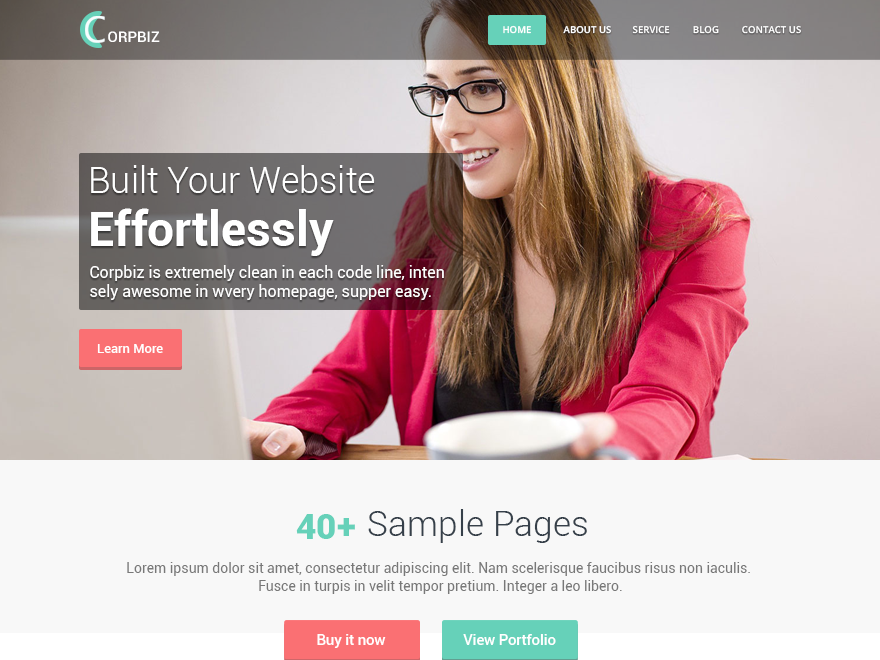 CORPBIZ
HOME ABOUT US SERVICE BLOG CONTACT US
Built Your Website
Effortlessly
Corpbiz is extremely clean in each code line, inten
sely awesome in wvery homepage, supper easy.
Learn More
40+ Sample Pages
Lorem ipsum dolor sit amet, consectetur adipiscing elit. Nam scelerisque faucibus risus non iaculis.
Fusce in turpis in velit tempor pretium. Integer a leo libero.
Buy it now View Portfolio